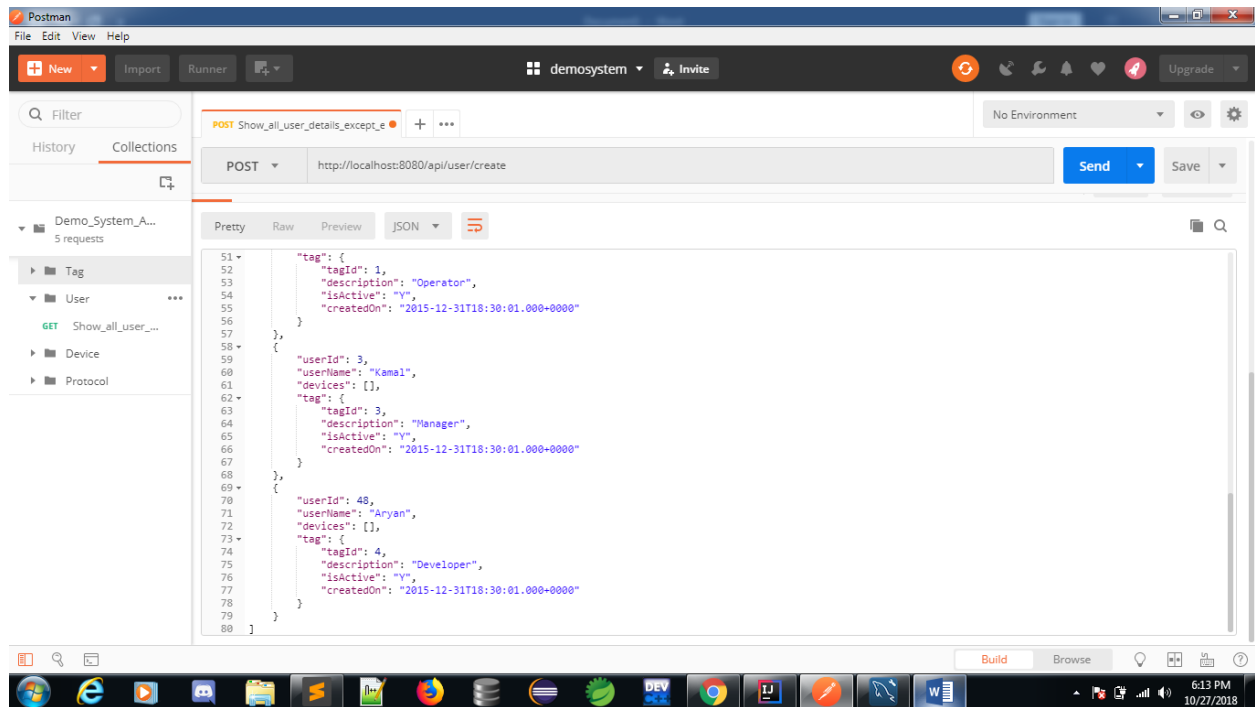 Postman
File Edit View Help
New
Import
Runner
demosystem
Invite
Upgrade
Filter
History Collections
Demo_System_A...
5 requests
Tag
User
GET Show_all_user_...
Device
Protocol
POST Show_all_user_details_except_e
No Environment
POST http://localhost:8080/api/user/create
Send
Save
Pretty Raw Preview JSON
51 "tag": {
52 "tagId": 1,
53 "description": "Operator",
54 "isActive": "Y",
55 "createdOn": "2015-12-31T18:30:01.000+0000"
56 }
57 },
58 {
59 "userId": 3,
60 "userName": "Kamal",
61 "devices": [],
62 "tag": {
63 "tagId": 3,
64 "description": "Manager",
65 "isActive": "Y",
66 "createdOn": "2015-12-31T18:30:01.000+0000"
67 }
68 },
69 {
70 "userId": 48,
71 "userName": "Aryan",
72 "devices": [],
73 "tag": {
74 "tagId": 4,
75 "description": "Developer",
76 "isActive": "Y",
77 "createdOn": "2015-12-31T18:30:01.000+0000"
78 }
79 }
80 ]
Build Browse
DEV
IJ
W
6:13 PM
10/27/2018